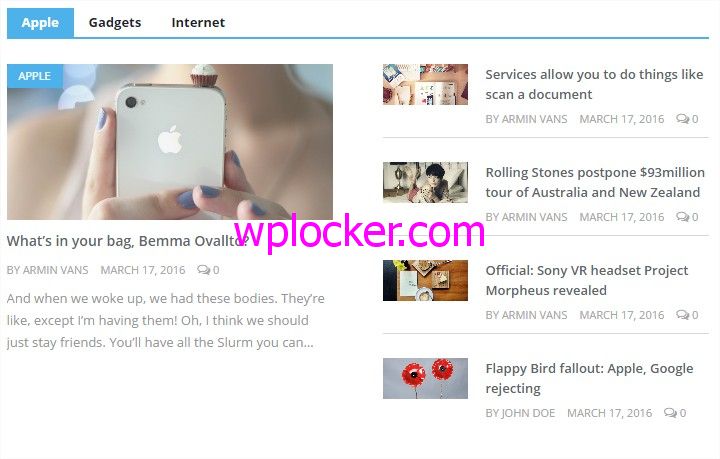 Apple Gadgets Internet
APPLE
What's in your bag, Bemma Ovallto?
BY ARMIN VANS MARCH 17, 2016 0
And when we woke up, we had these bodies. They're
like, except I'm having them! Oh, I think we should
just stay friends. You'll have all the Slurm you can...
Services allow you to do things like
scan a document
BY ARMIN VANS MARCH 17, 2016 0
Rolling Stones postpone $93million
tour of Australia and New Zealand
BY ARMIN VANS MARCH 17, 2016 0
Official: Sony VR headset Project
Morpheus revealed
BY ARMIN VANS MARCH 17, 2016 0
Flappy Bird fallout: Apple, Google
rejecting
BY JOHN DOE MARCH 17, 2016 0
wplocker.com